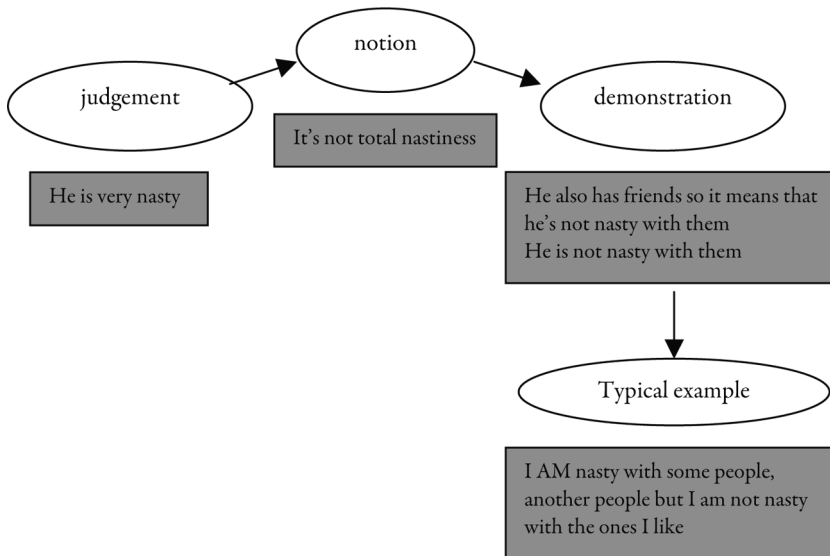 notion
judgement
demonstration
It's not total nastiness
He is very nasty
He also has friends so it means that
he's not nasty with them
He is not nasty with them
Typical example
I AM nasty with some people,
another people but I am not nasty
with the ones I like